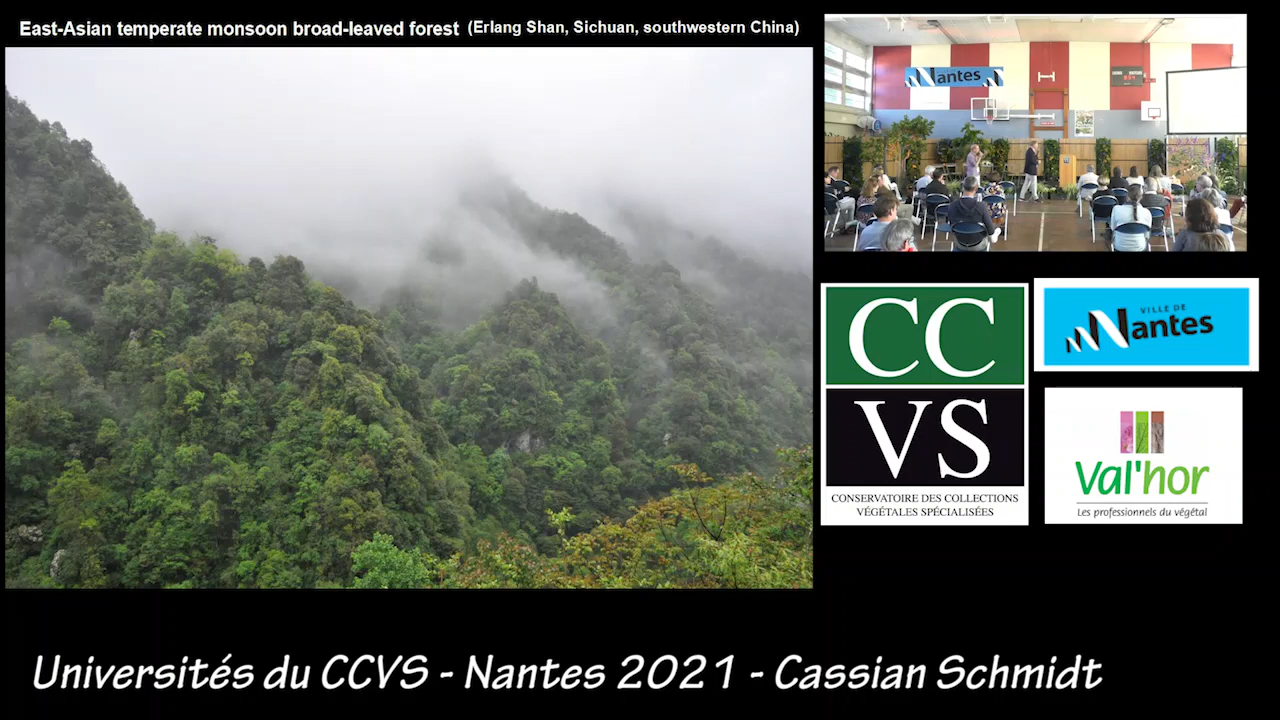 East-Asian temperate monsoon broad-leaved forest (Erlang Shan, Sichuan, southwestern China)
Nantes
CC
VS
CONSERVATOIRE DES COLLECTIONS
VÉGÉTALES SPÉCIALISÉES
VILLE DE
Nantes
Val'hor
Les professionnels du végétal
Universités du CCVS - Nantes 2021 - Cassian Schmidt